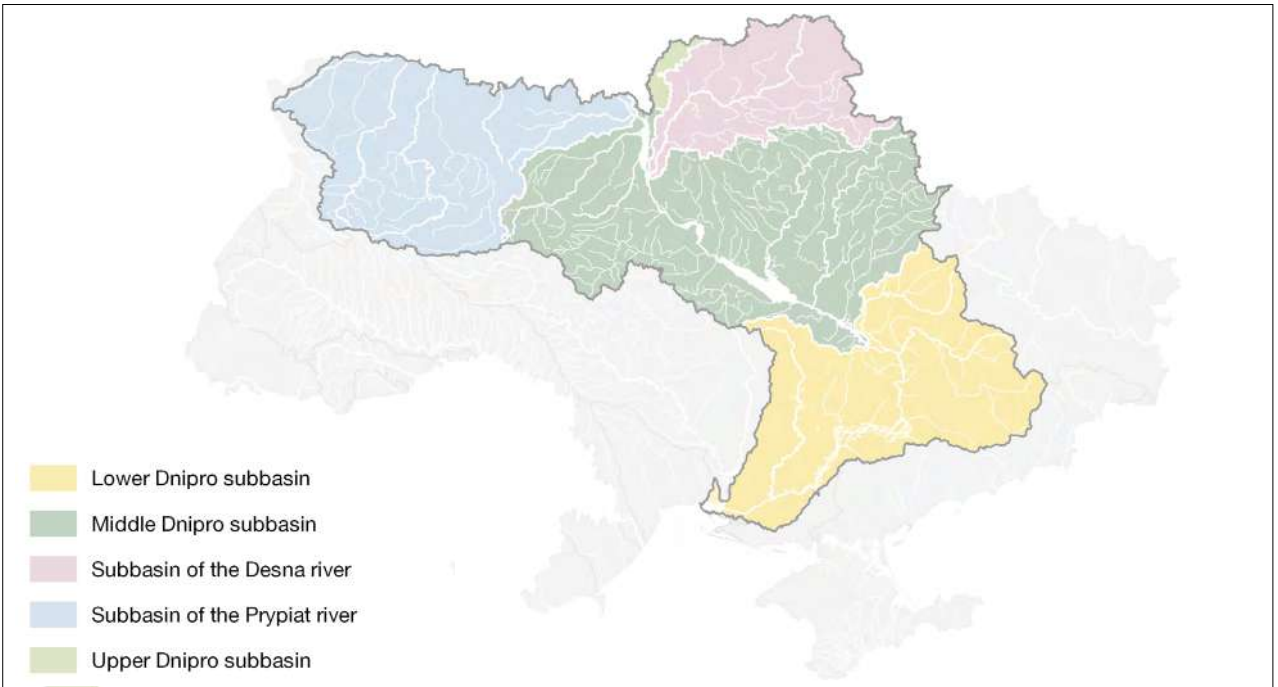 Lower Dnipro subbasin
Middle Dnipro subbasin
Subbasin of the Desna river
Subbasin of the Prypiat river
Upper Dnipro subbasin